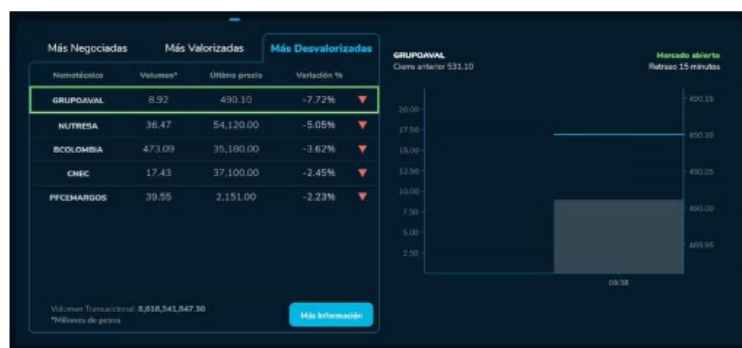 Más Negociadas Más Valorizadas Más Desvalorizadas
Nemotécnico Volumen* Último precio Variación %
GRUPOAVAL 8.92 490.10 -7.72%
NUTRESA 36.47 54,120.00 -5.05%
BCOLOMBIA 473.09 35,180.00 -3.62%
CNEC 17.43 37,100.00 -2.45%
PFCEMARGOS 39.55 2,151.00 -2.23%
Volumen Transaccional: 8,616,341,847.30
*Millones de pesos
Más Información
GRUPOAVAL
Cierre anterior 531.10
Mercado abierto
Retraso 15 minutos
20.00
17.50
15.00
12.50
10.00
7.50
5.00
2.50
490.15
490.10
490.05
490.00
489.95
09:38